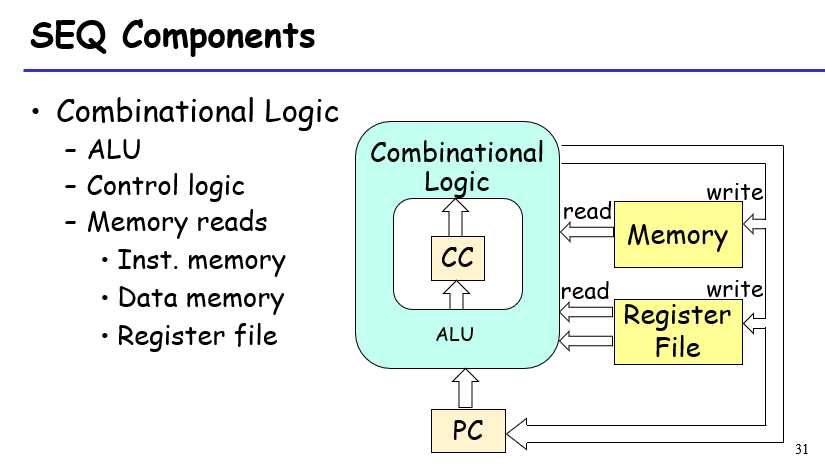 SEQ Components
• Combinational Logic
– ALU
– Control logic
– Memory reads
• Inst. memory
• Data memory
• Register file
Combinational
Logic
CC
ALU
PC
read
write
Memory
read
write
Register
File
31